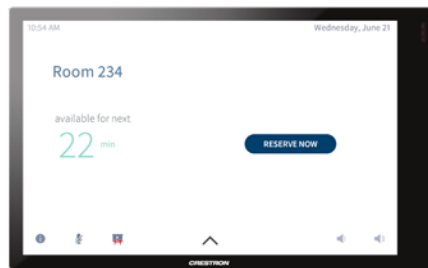 10:54 AM
Wednesday, June 21
Room 234
available for next
22 min
RESERVE NOW
CRESTRON